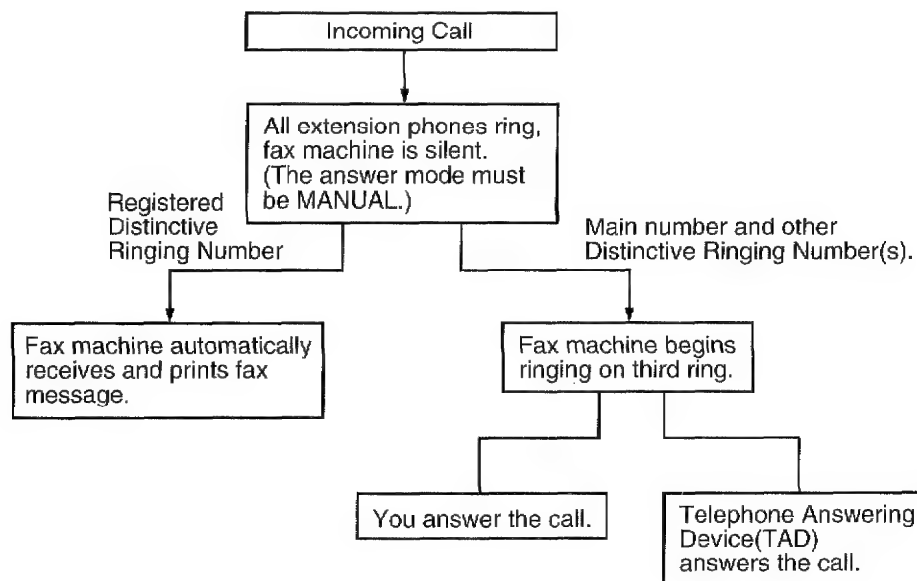 Incoming Call
All extension phones ring,
fax machine is silent.
(The answer mode must
be MANUAL.)
Registered
Distinctive
Ringing Number
Main number and other
Distinctive Ringing Number(s).
Fax machine automatically
receives and prints fax
message.
Fax machine begins
ringing on third ring.
You answer the call.
Telephone Answering
Device(TAD)
answers the call.